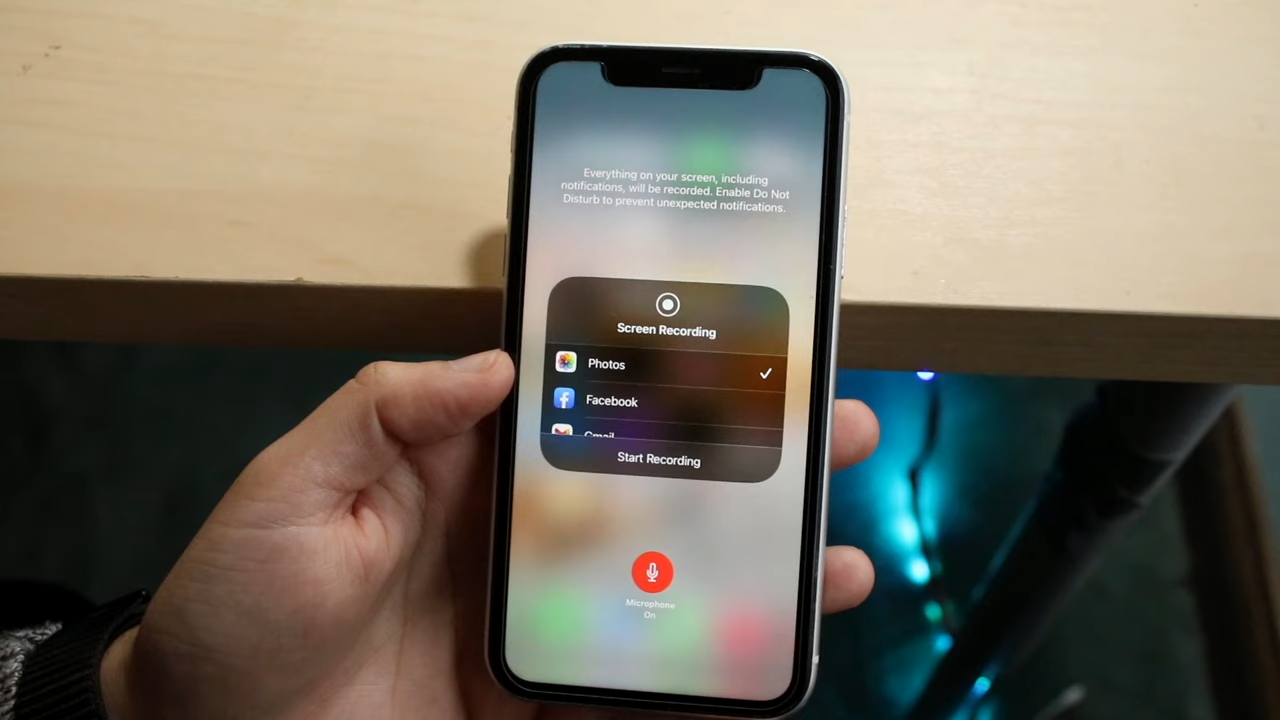 Everything on your screen, including
notifications, will be recorded. Enable Do Not
Disturb to prevent unexpected notifications.
Screen Recording
Photos
Facebook
Gmail
Start Recording
Microphone
On